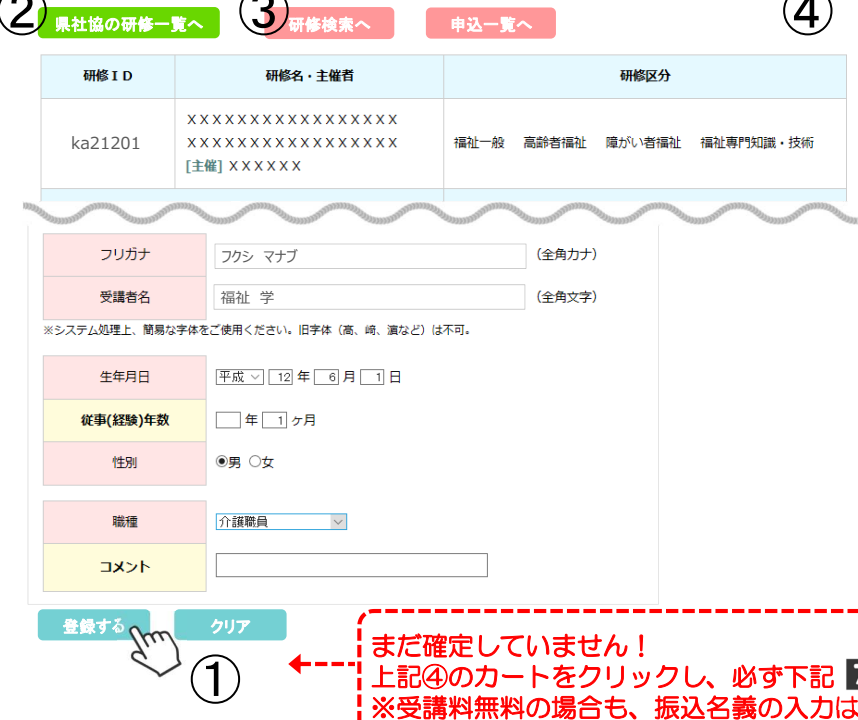 ② 県社協の研修一覧へ ③ 研修検索へ 申込一覧へ ④
研修ＩＤ 研修名・主催者 研修区分
ka21201
ＸＸＸＸＸＸＸＸＸＸＸＸＸＸＸＸＸ
ＸＸＸＸＸＸＸＸＸＸＸＸＸＸＸＸＸ
[主催] ＸＸＸＸＸＸ
福祉一般 高齢者福祉 障がい者福祉 福祉専門知識・技術
フリガナ フクシ マナブ （全角カナ）
受講者名 福祉 学 （全角文字）
※システム処理上、簡易な字体をご使用ください。旧字体（髙、﨑、濵など）は不可。
生年月日 平成 12 年 6 月 1 日
従事(経験)年数 年 1 ヶ月
性別 男 女
職種 介護職員
コメント
登録する クリア
①
まだ確定していません！
上記④のカートをクリックし、必ず下記
※受講料無料の場合も、振込名義の入力は